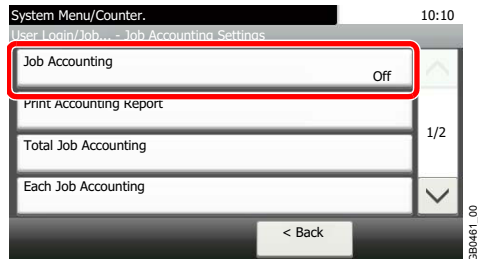 System Menu/Counter.
10:10
User Login/Job... - Job Accounting Settings
Job Accounting
Off
Print Accounting Report
1/2
Total Job Accounting
Each Job Accounting
< Back
GB0461_00